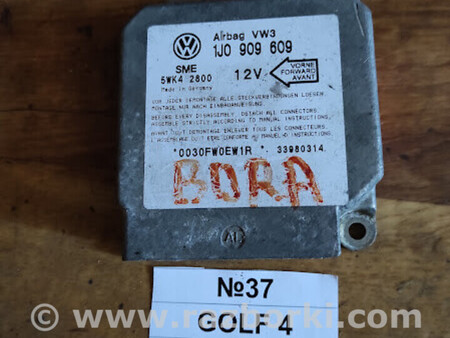 Airbag VW3
1J0 909 609
SME
5WK4 2800
Made in Germany
12V
VORNE
FORWARD
AVANT
VOR JEDER DEMONTAGE ALLE STECKVERBINDUNGEN LOESEN.
MONTAGE NUR NACH EINBAUANWEISUNG.
BEFORE EVERY DISASSEMBLY, DETACH ALL CONNECTORS.
ASSEMBLE STRICTLY ACCORDING TO MANUAL INSTRUCTIONS.
AVANT TOUT DEMONTAGE ENLEVER TOUS LES CONNECTEURS.
L'ASSEMBLAGE DOIT ETRE CONFORME AU MANUEL D'INSTRUCTIONS.
*0030FW0EW1R *. 33980314.
BORA
№37
GOLF 4
© www.razborki.com